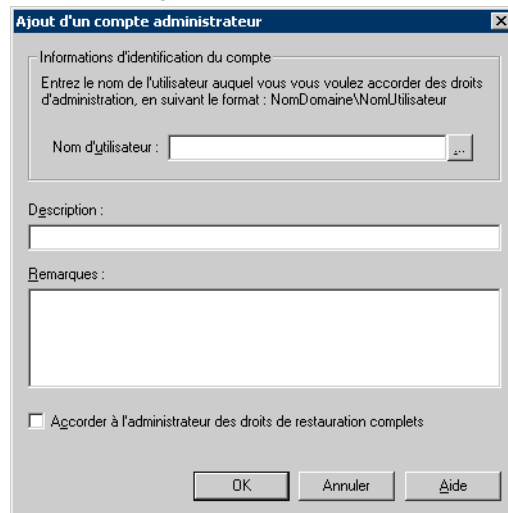 Ajout d'un compte administrateur
Informations d'identification du compte
Entrez le nom de l'utilisateur auquel vous vous voulez accorder des droits
d'administration, en suivant le format : NomDomaine\NomUtilisateur
Nom d'utilisateur :
...
Description :
Remarques :
Accorder à l'administrateur des droits de restauration complets
OK
Annuler
Aide